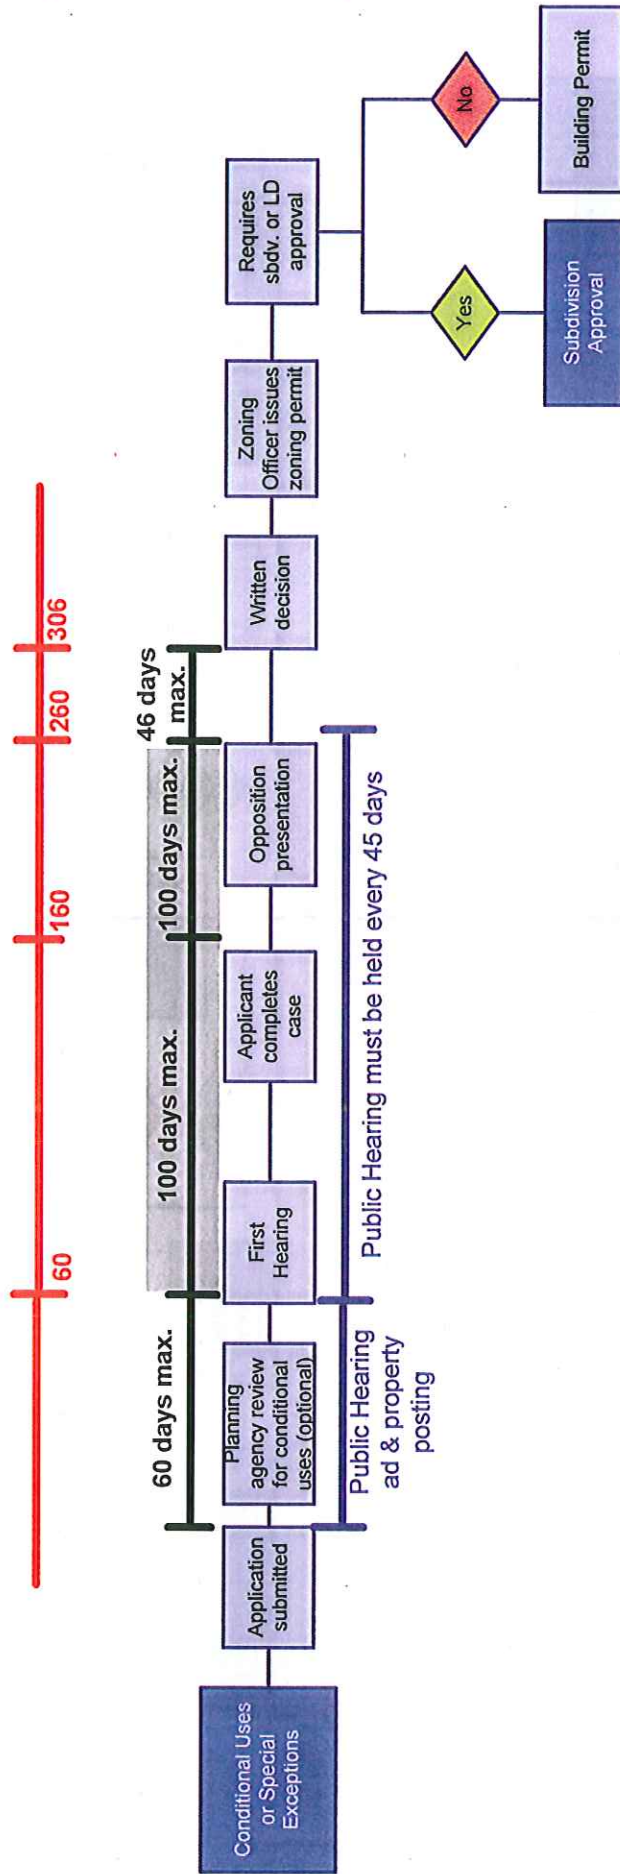 60
160
260
306
60 days max.
100 days max.
100 days max.
46 days
max.
Conditional Uses
or Special
Exceptions
Application
submitted
Planning
agency review
for conditional
uses (optional)
First
Hearing
Applicant
completes
case
Opposition
presentation
Written
decision
Zoning
Officer issues
zoning permit
Requires
sbdv. or LD
approval
Public Hearing
ad & property
posting
Public Hearing must be held every 45 days
Yes
No
Subdivision
Approval
Building Permit